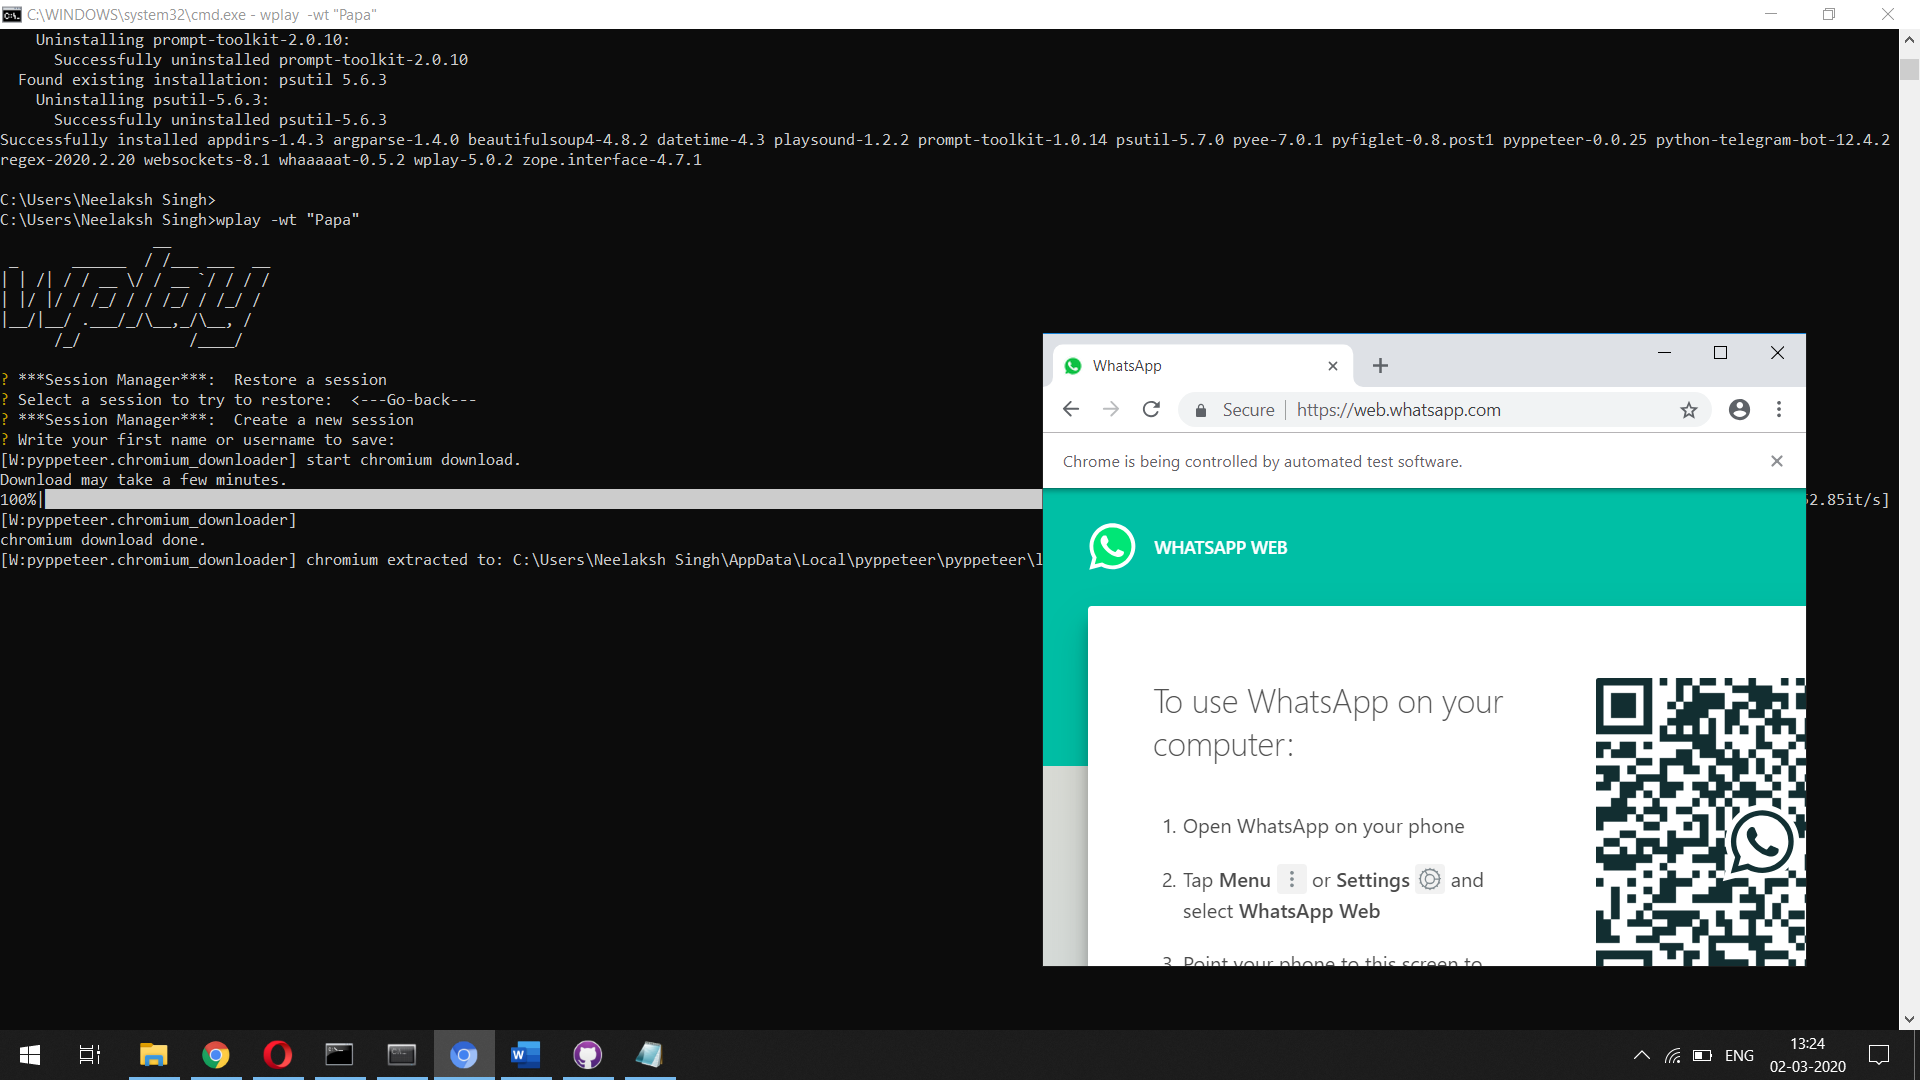 C:\WINDOWS\system32\cmd.exe - wplay  -wt "Papa"
Uninstalling prompt-toolkit-2.0.10:
Successfully uninstalled prompt-toolkit-2.0.10
Found existing installation: psutil 5.6.3
Uninstalling psutil-5.6.3:
Successfully uninstalled psutil-5.6.3
Successfully installed appdirs-1.4.3 argparse-1.4.0 beautifulsoup4-4.8.2 datetime-4.3 playsound-1.2.2 prompt-toolkit-1.0.14 psutil-5.7.0 pyee-7.0.1 pyfiglet-0.8.post1 pyppeteer-0.0.25 python-telegram-bot-12.4.2
regex-2020.2.20 websockets-8.1 whaaaaat-0.5.2 wplay-5.0.2 zope.interface-4.7.1
C:\Users\Neelaksh Singh>
C:\Users\Neelaksh Singh>wplay -wt "Papa"
wplay
? ***Session Manager***:  Restore a session
? Select a session to try to restore:  <---Go-back---
? ***Session Manager***:  Create a new session
? Write your first name or username to save:
[W:pyppeteer.chromium_downloader] start chromium download.
Download may take a few minutes.
100%|
52.85it/s]
[W:pyppeteer.chromium_downloader]
chromium download done.
[W:pyppeteer.chromium_downloader] chromium extracted to: C:\Users\Neelaksh Singh\AppData\Local\pyppeteer\pyppeteer\l
WhatsApp
Secure
https://web.whatsapp.com
Chrome is being controlled by automated test software.
WHATSAPP WEB
To use WhatsApp on your
computer:
1. Open WhatsApp on your phone
2. Tap Menu or Settings and
select WhatsApp Web
3. Point your phone to this screen to
ENG
13:24
02-03-2020